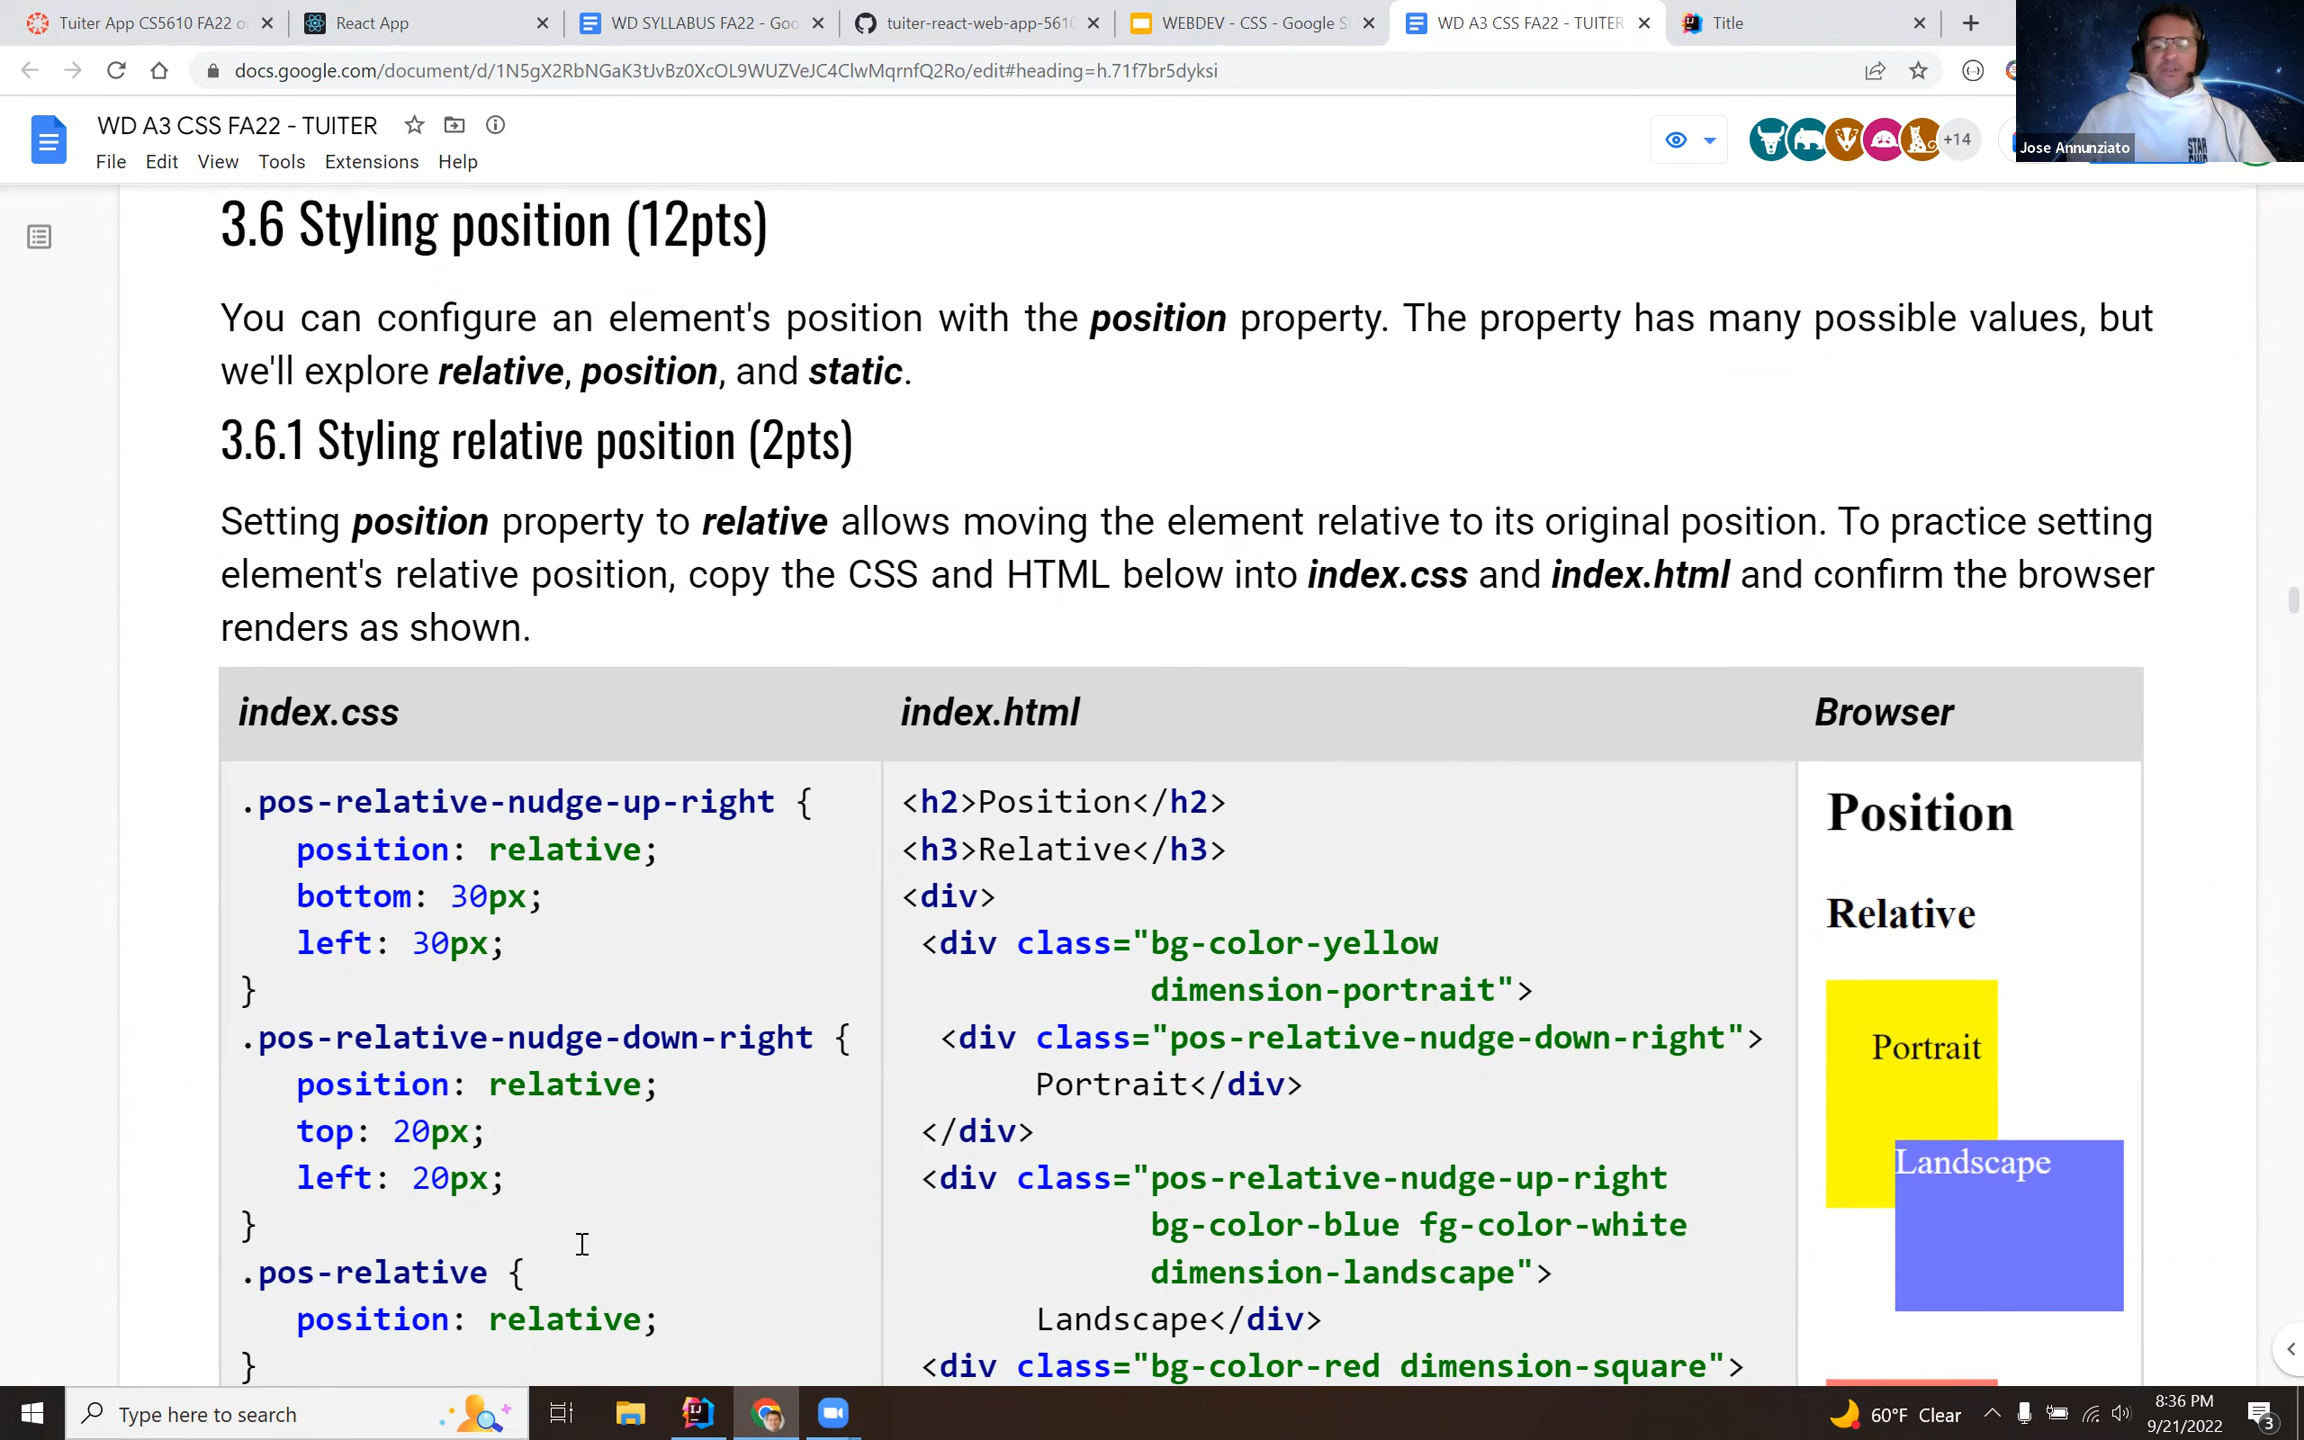 Tuiter App CS5610 FA22 o
React App
WD SYLLABUS FA22 - Goo
tuiter-react-web-app-5610
WEBDEV - CSS - Google Sl
WD A3 CSS FA22 - TUITER
Title
docs.google.com/document/d/1N5gX2RbNGaK3tJvBz0XcOL9WUZVeJC4ClwMqrnfQ2Ro/edit#heading=h.71f7br5dyksi
WD A3 CSS FA22 - TUITER
File Edit View Tools Extensions Help
+14
Jose Annunziato
STAR
3.6 Styling position (12pts)
You can configure an element's position with the position property. The property has many possible values, but
we'll explore relative, position, and static.
3.6.1 Styling relative position (2pts)
Setting position property to relative allows moving the element relative to its original position. To practice setting
element's relative position, copy the CSS and HTML below into index.css and index.html and confirm the browser
renders as shown.
index.css
.pos-relative-nudge-up-right {
position: relative;
bottom: 30px;
left: 30px;
}
.pos-relative-nudge-down-right {
position: relative;
top: 20px;
left: 20px;
}
.pos-relative {
position: relative;
}
index.html
<h2>Position</h2>
<h3>Relative</h3>
<div>
<div class="bg-color-yellow
dimension-portrait">
<div class="pos-relative-nudge-down-right">
Portrait</div>
</div>
<div class="pos-relative-nudge-up-right
bg-color-blue fg-color-white
dimension-landscape">
Landscape</div>
<div class="bg-color-red dimension-square">
Browser
Position
Relative
Portrait
Landscape
Type here to search
IJ
60°F Clear
8:36 PM
9/21/2022
3